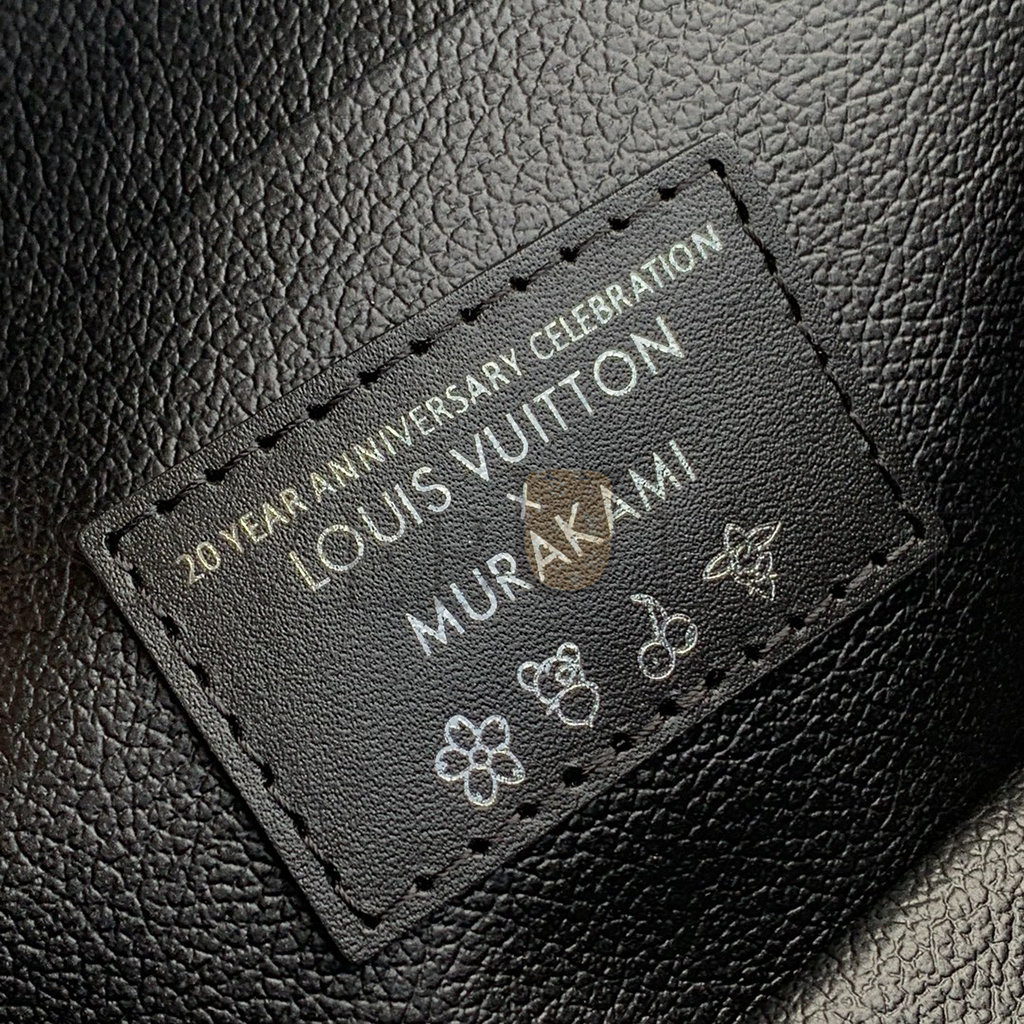 20 YEAR ANNIVERSARY CELEBRATION
LOUIS VUITTON
×
MURAKAMI